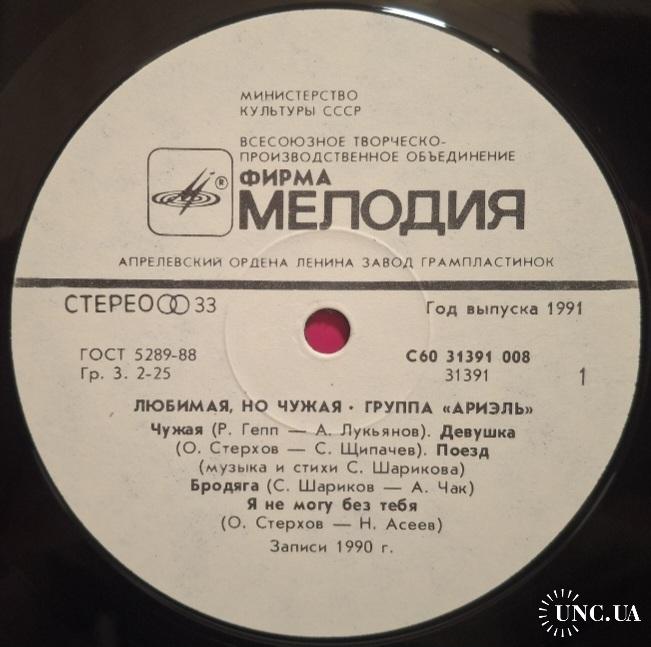 МИНИСТЕРСТВО
КУЛЬТУРЫ СССР
ВСЕСОЮЗНОЕ ТВОРЧЕСКО-
ПРОИЗВОДСТВЕННОЕ ОБЪЕДИНЕНИЕ
® ФИРМА
МЕЛОДИЯ
АПРЕЛЕВСКИЙ ОРДЕНА ЛЕНИНА ЗАВОД ГРАМПЛАСТИНОК
СТЕРЕО 33
Год выпуска 1991
ГОСТ 5289-88
С60 31391 008
Гр. 3. 2-25
31391
1
ЛЮБИМАЯ, НО ЧУЖАЯ • ГРУППА «АРИЭЛЬ»
Чужая (Р. Гепп — А. Лукьянов). Девушка
(О. Стерхов — С. Щипачев). Поезд
(музыка и стихи С. Шарикова)
Бродяга (С. Шариков — А. Чак)
Я не могу без тебя
(О. Стерхов — Н. Асеев)
Записи 1990 г.
UNC.UA